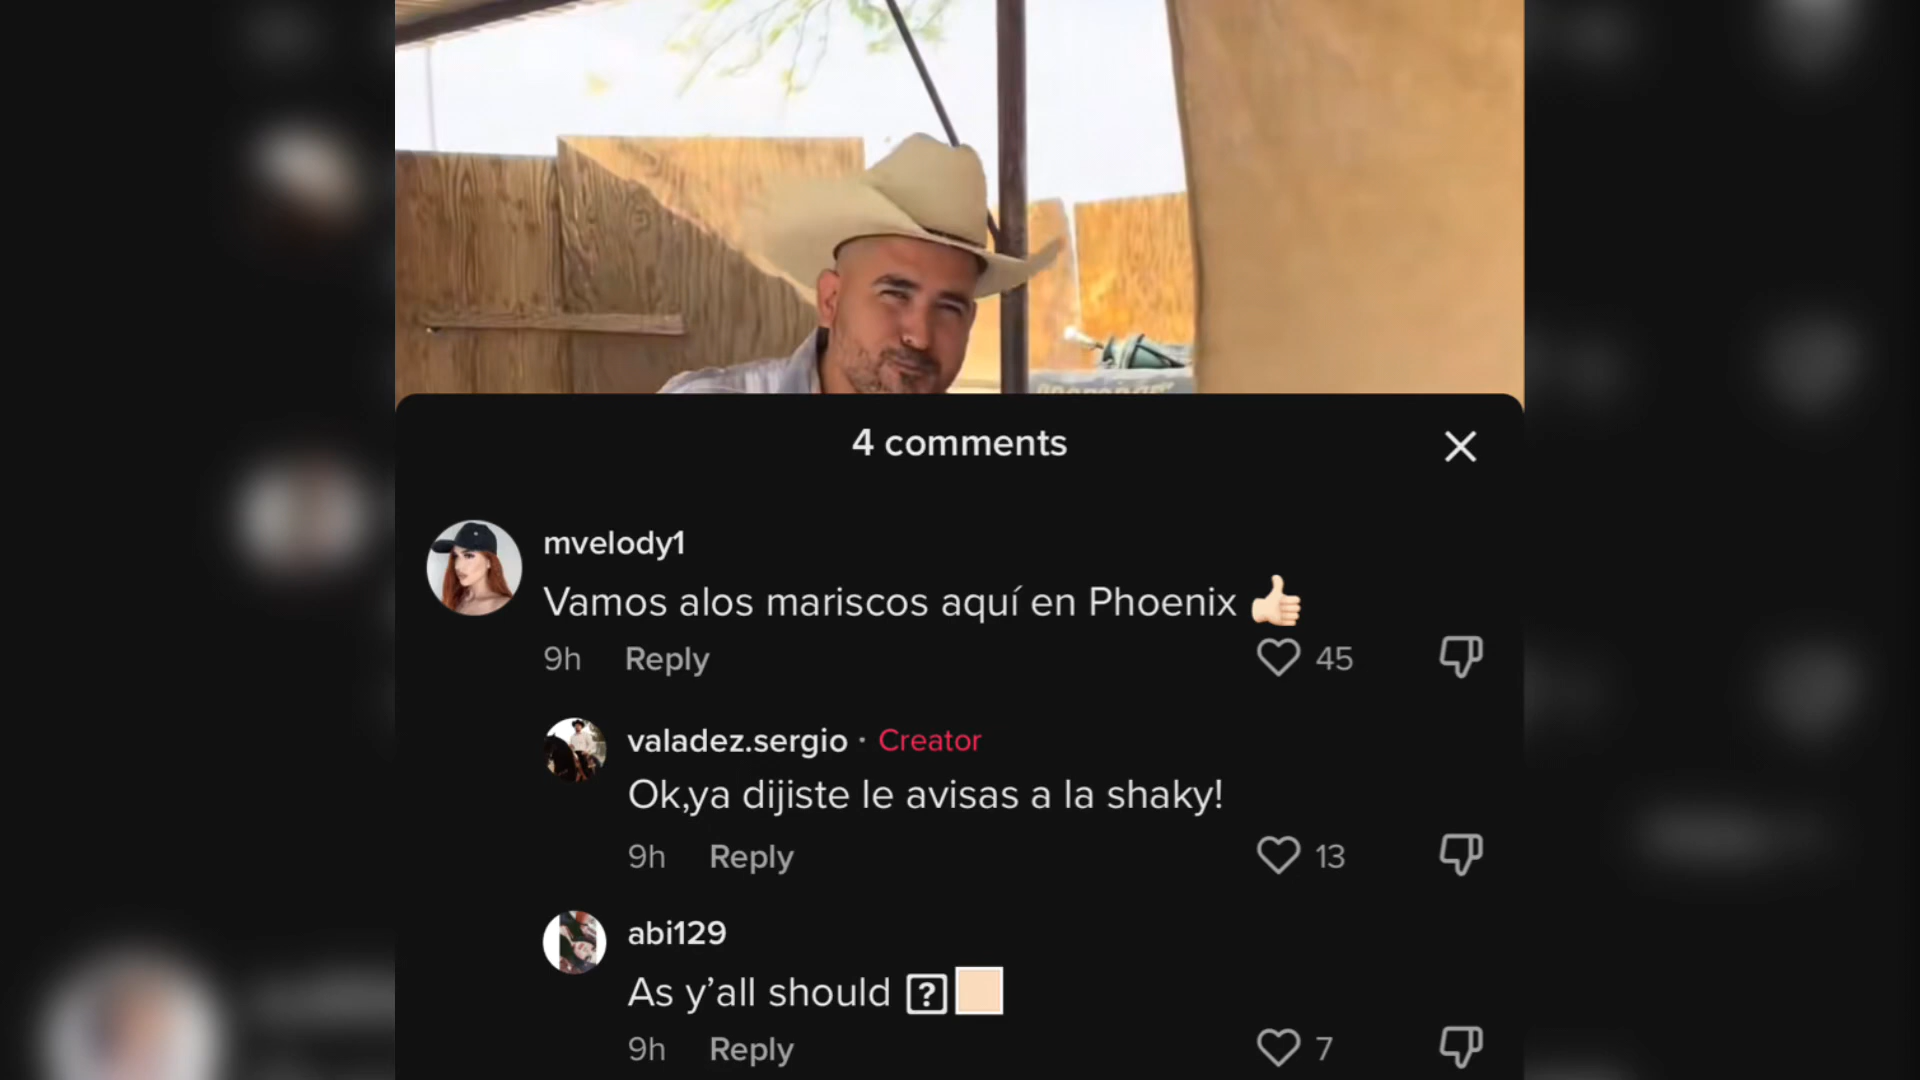 4 comments
mvelody1
Vamos alos mariscos aquí en Phoenix 👍🏻
9h Reply 45
valadez.sergio · Creator
Ok,ya dijiste le avisas a la shaky!
9h Reply 13
abi129
As y’all should
9h Reply 7